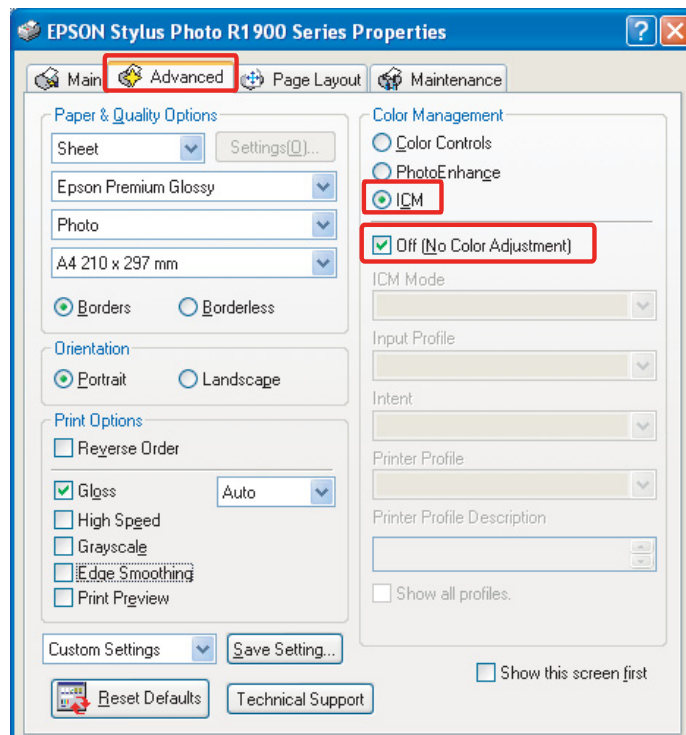 EPSON Stylus Photo R1900 Series Properties
Main
Advanced
Page Layout
Maintenance
Paper & Quality Options
Sheet
Settings(O)...
Epson Premium Glossy
Photo
A4 210 x 297 mm
Borders
Borderless
Orientation
Portrait
Landscape
Print Options
Reverse Order
Gloss
Auto
High Speed
Grayscale
Edge Smoothing
Print Preview
Custom Settings
Save Setting...
Reset Defaults
Technical Support
Color Management
Color Controls
PhotoEnhance
ICM
Off (No Color Adjustment)
ICM Mode
Input Profile
Intent
Printer Profile
Printer Profile Description
Show all profiles.
Show this screen first